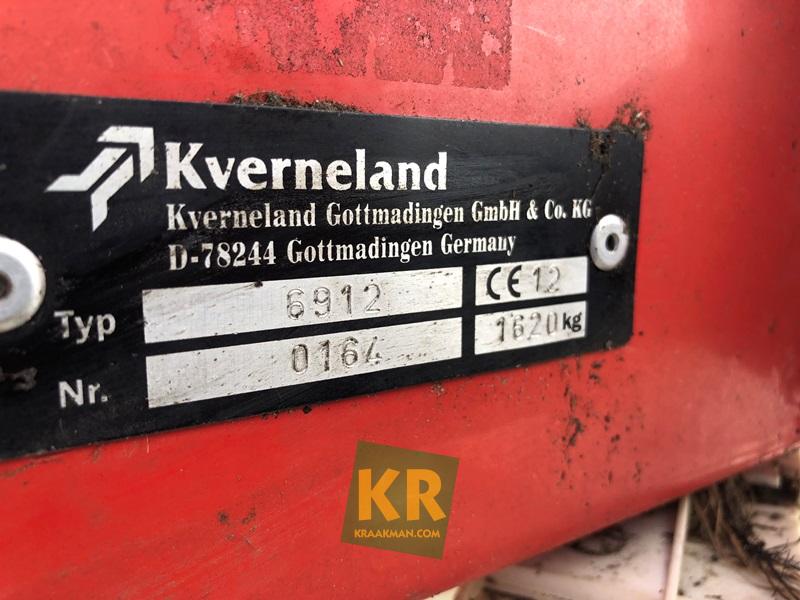 Kverneland
Kverneland Gottmadingen GmbH & Co. KG
D-78244 Gottmadingen Germany
Typ 6912 CE 12
Nr. 0164 1620 kg
KR
KRAAKMAN.COM